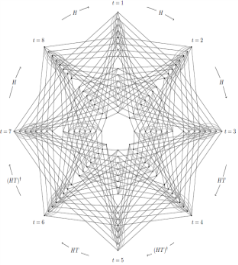 t = 1
H
H
t = 8
t = 2
H
H
t = 7
t = 3
(HT)†
HT
t = 6
t = 4
HT
(HT)†
t = 5